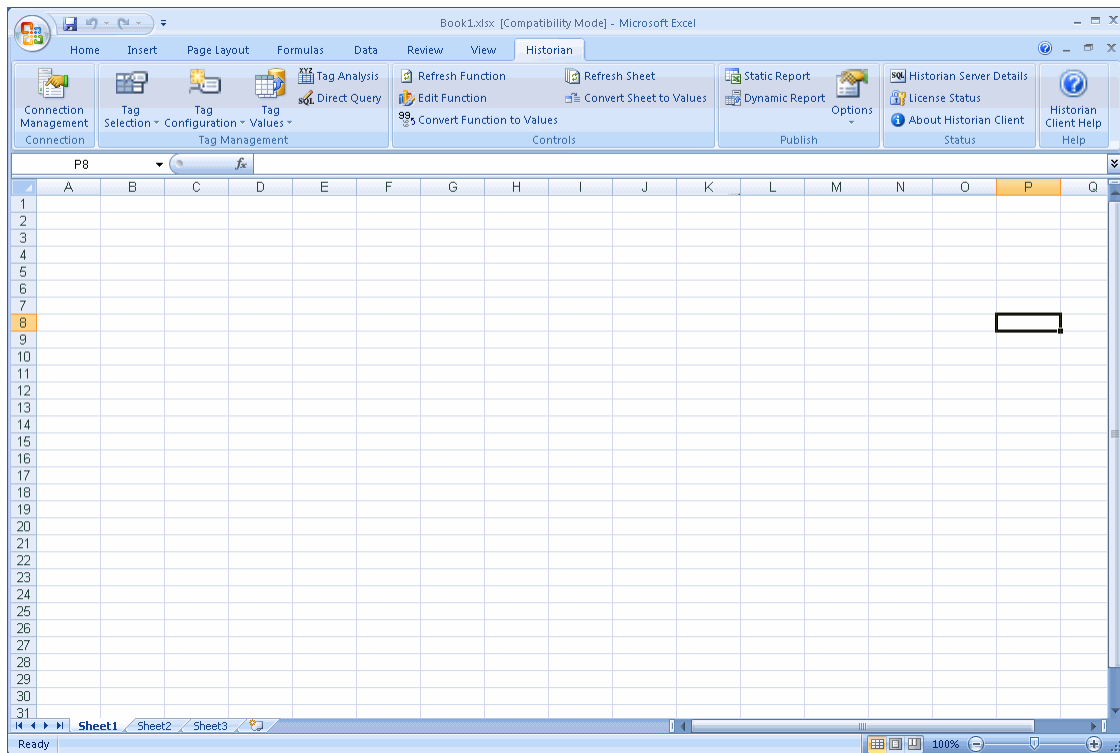 Book1.xlsx [Compatibility Mode] - Microsoft Excel
Home Insert Page Layout Formulas Data Review View Historian
Connection Management
Connection
Tag Selection
Tag Configuration
Tag Values
XYZ Tag Analysis
SQL Direct Query
Tag Management
Refresh Function
Edit Function
99 Convert Function to Values
Refresh Sheet
Convert Sheet to Values
Controls
Static Report
Dynamic Report
Options
Publish
SQL Historian Server Details
License Status
About Historian Client
Status
Historian Client Help
Help
P8 fx
A B C D E F G H I J K L M N O P Q
1
2
3
4
5
6
7
8
9
10
11
12
13
14
15
16
17
18
19
20
21
22
23
24
25
26
27
28
29
30
31
Sheet1 Sheet2 Sheet3
Ready 100%